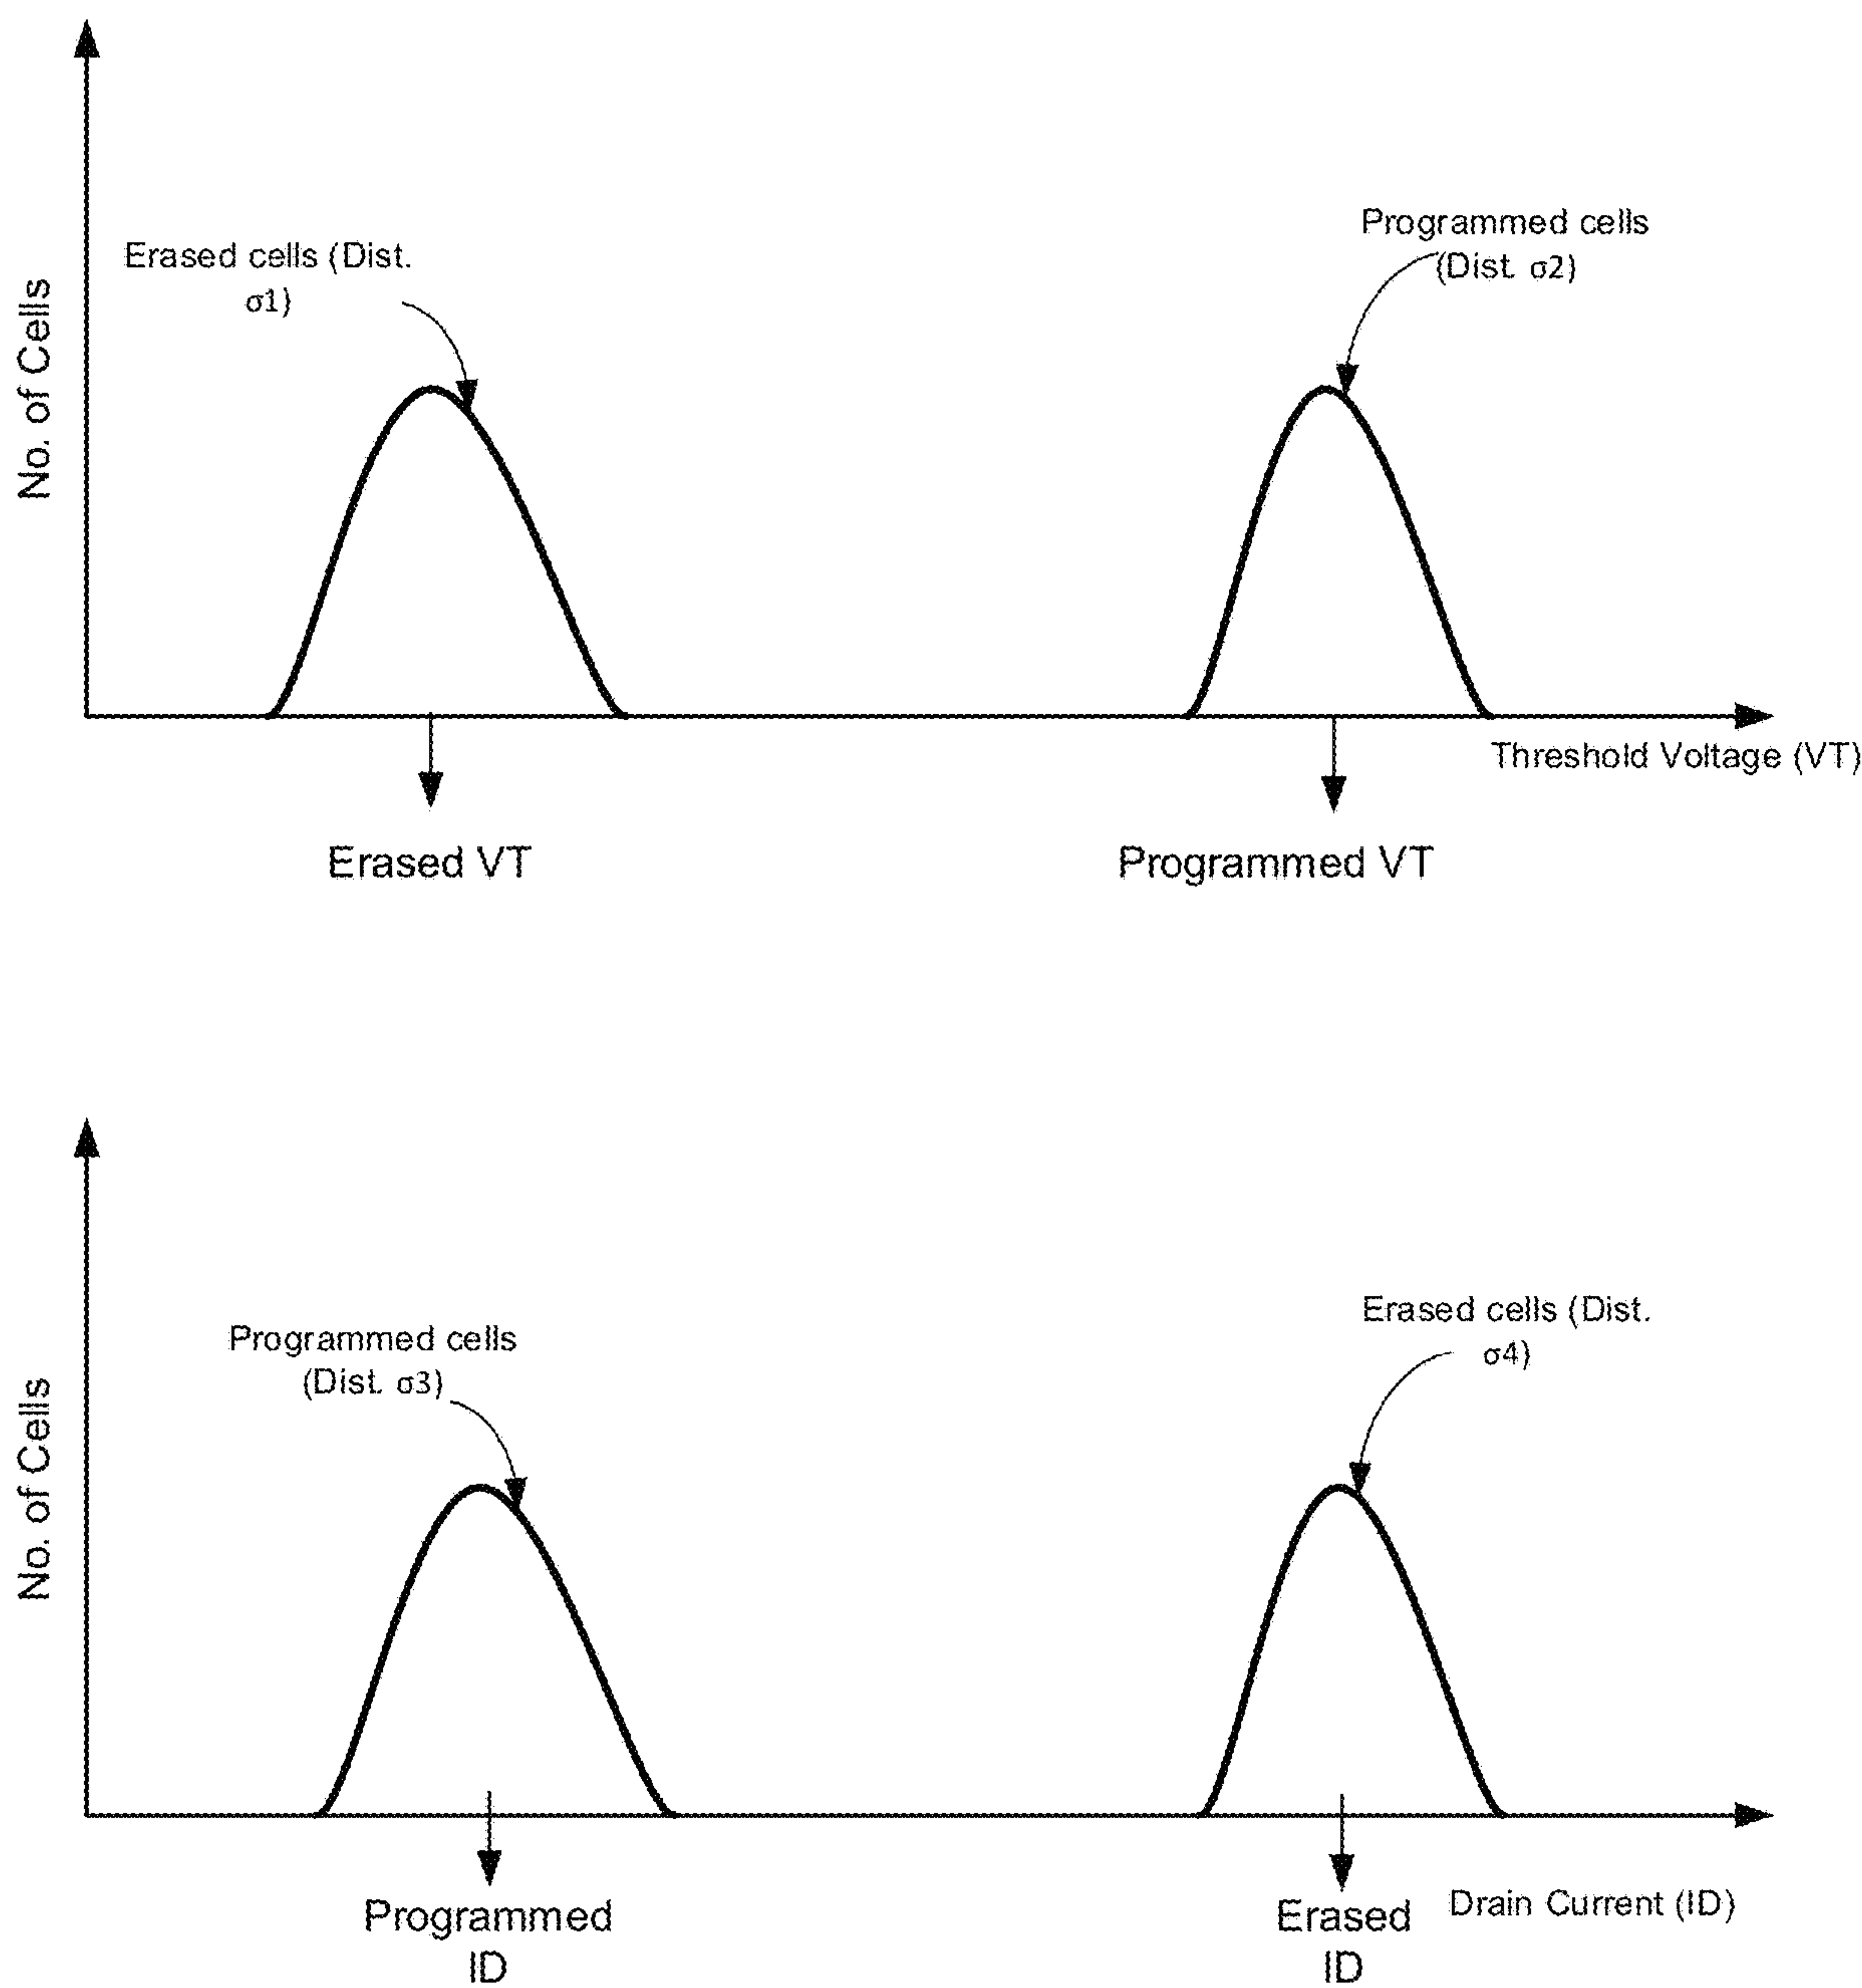 No. of Cells
Erased cells (Dist.
σ1)
Programmed cells
(Dist. σ2)
Threshold Voltage (VT)
Erased VT
Programmed VT
No. of Cells
Programmed cells
(Dist. σ3)
Erased cells (Dist.
σ4)
Programmed
ID
Erased
ID
Drain Current (ID)